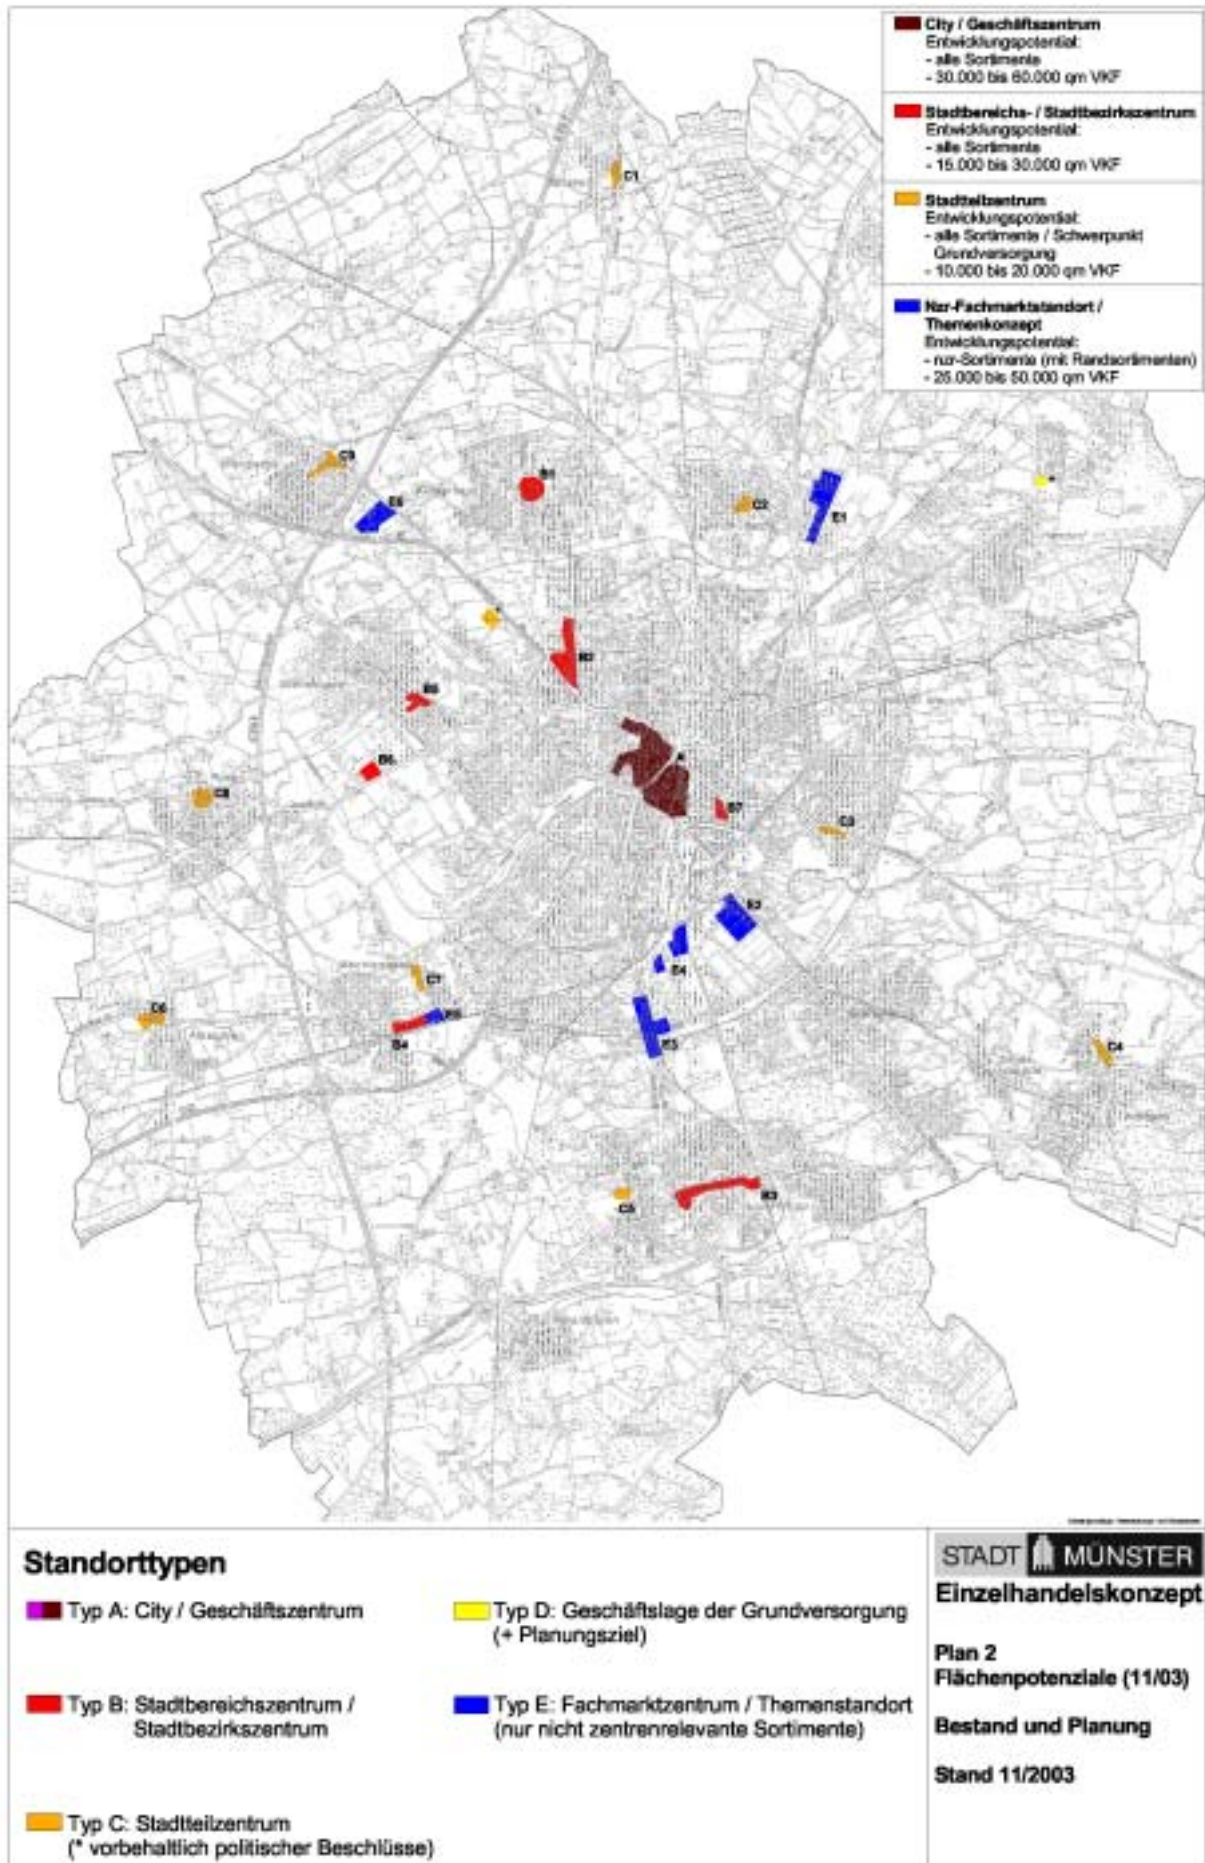 City / Geschäftszentrum
Entwicklungspotential:
- alle Sortimente
- 30.000 bis 60.000 qm VKF
Stadtbereichs- / Stadtbezirkszentrum
Entwicklungspotential:
- alle Sortimente
- 15.000 bis 30.000 qm VKF
Stadtteilzentrum
Entwicklungspotential:
- alle Sortimente / Schwerpunkt
Grundversorgung
- 10.000 bis 20.000 qm VKF
Nzr-Fachmarktstandort /
Themenkonzept
Entwicklungspotential:
- nzr-Sortimente (mit Randsortimenten)
- 25.000 bis 50.000 qm VKF
C1
C9
B1
C2
E1
+
E6
*
B2
B5
A
B6
C8
B7
C3
E2
E4
C7
C6
E5
B4
E3
C4
C5
B3
Standorttypen
Typ A: City / Geschäftszentrum
Typ B: Stadtbereichszentrum /
Stadtbezirkszentrum
Typ C: Stadtteilzentrum
(* vorbehaltlich politischer Beschlüsse)
Typ D: Geschäftslage der Grundversorgung
(+ Planungsziel)
Typ E: Fachmarktzentrum / Themenstandort
(nur nicht zentrenrelevante Sortimente)
STADT MÜNSTER
Einzelhandelskonzept
Plan 2
Flächenpotenziale (11/03)
Bestand und Planung
Stand 11/2003